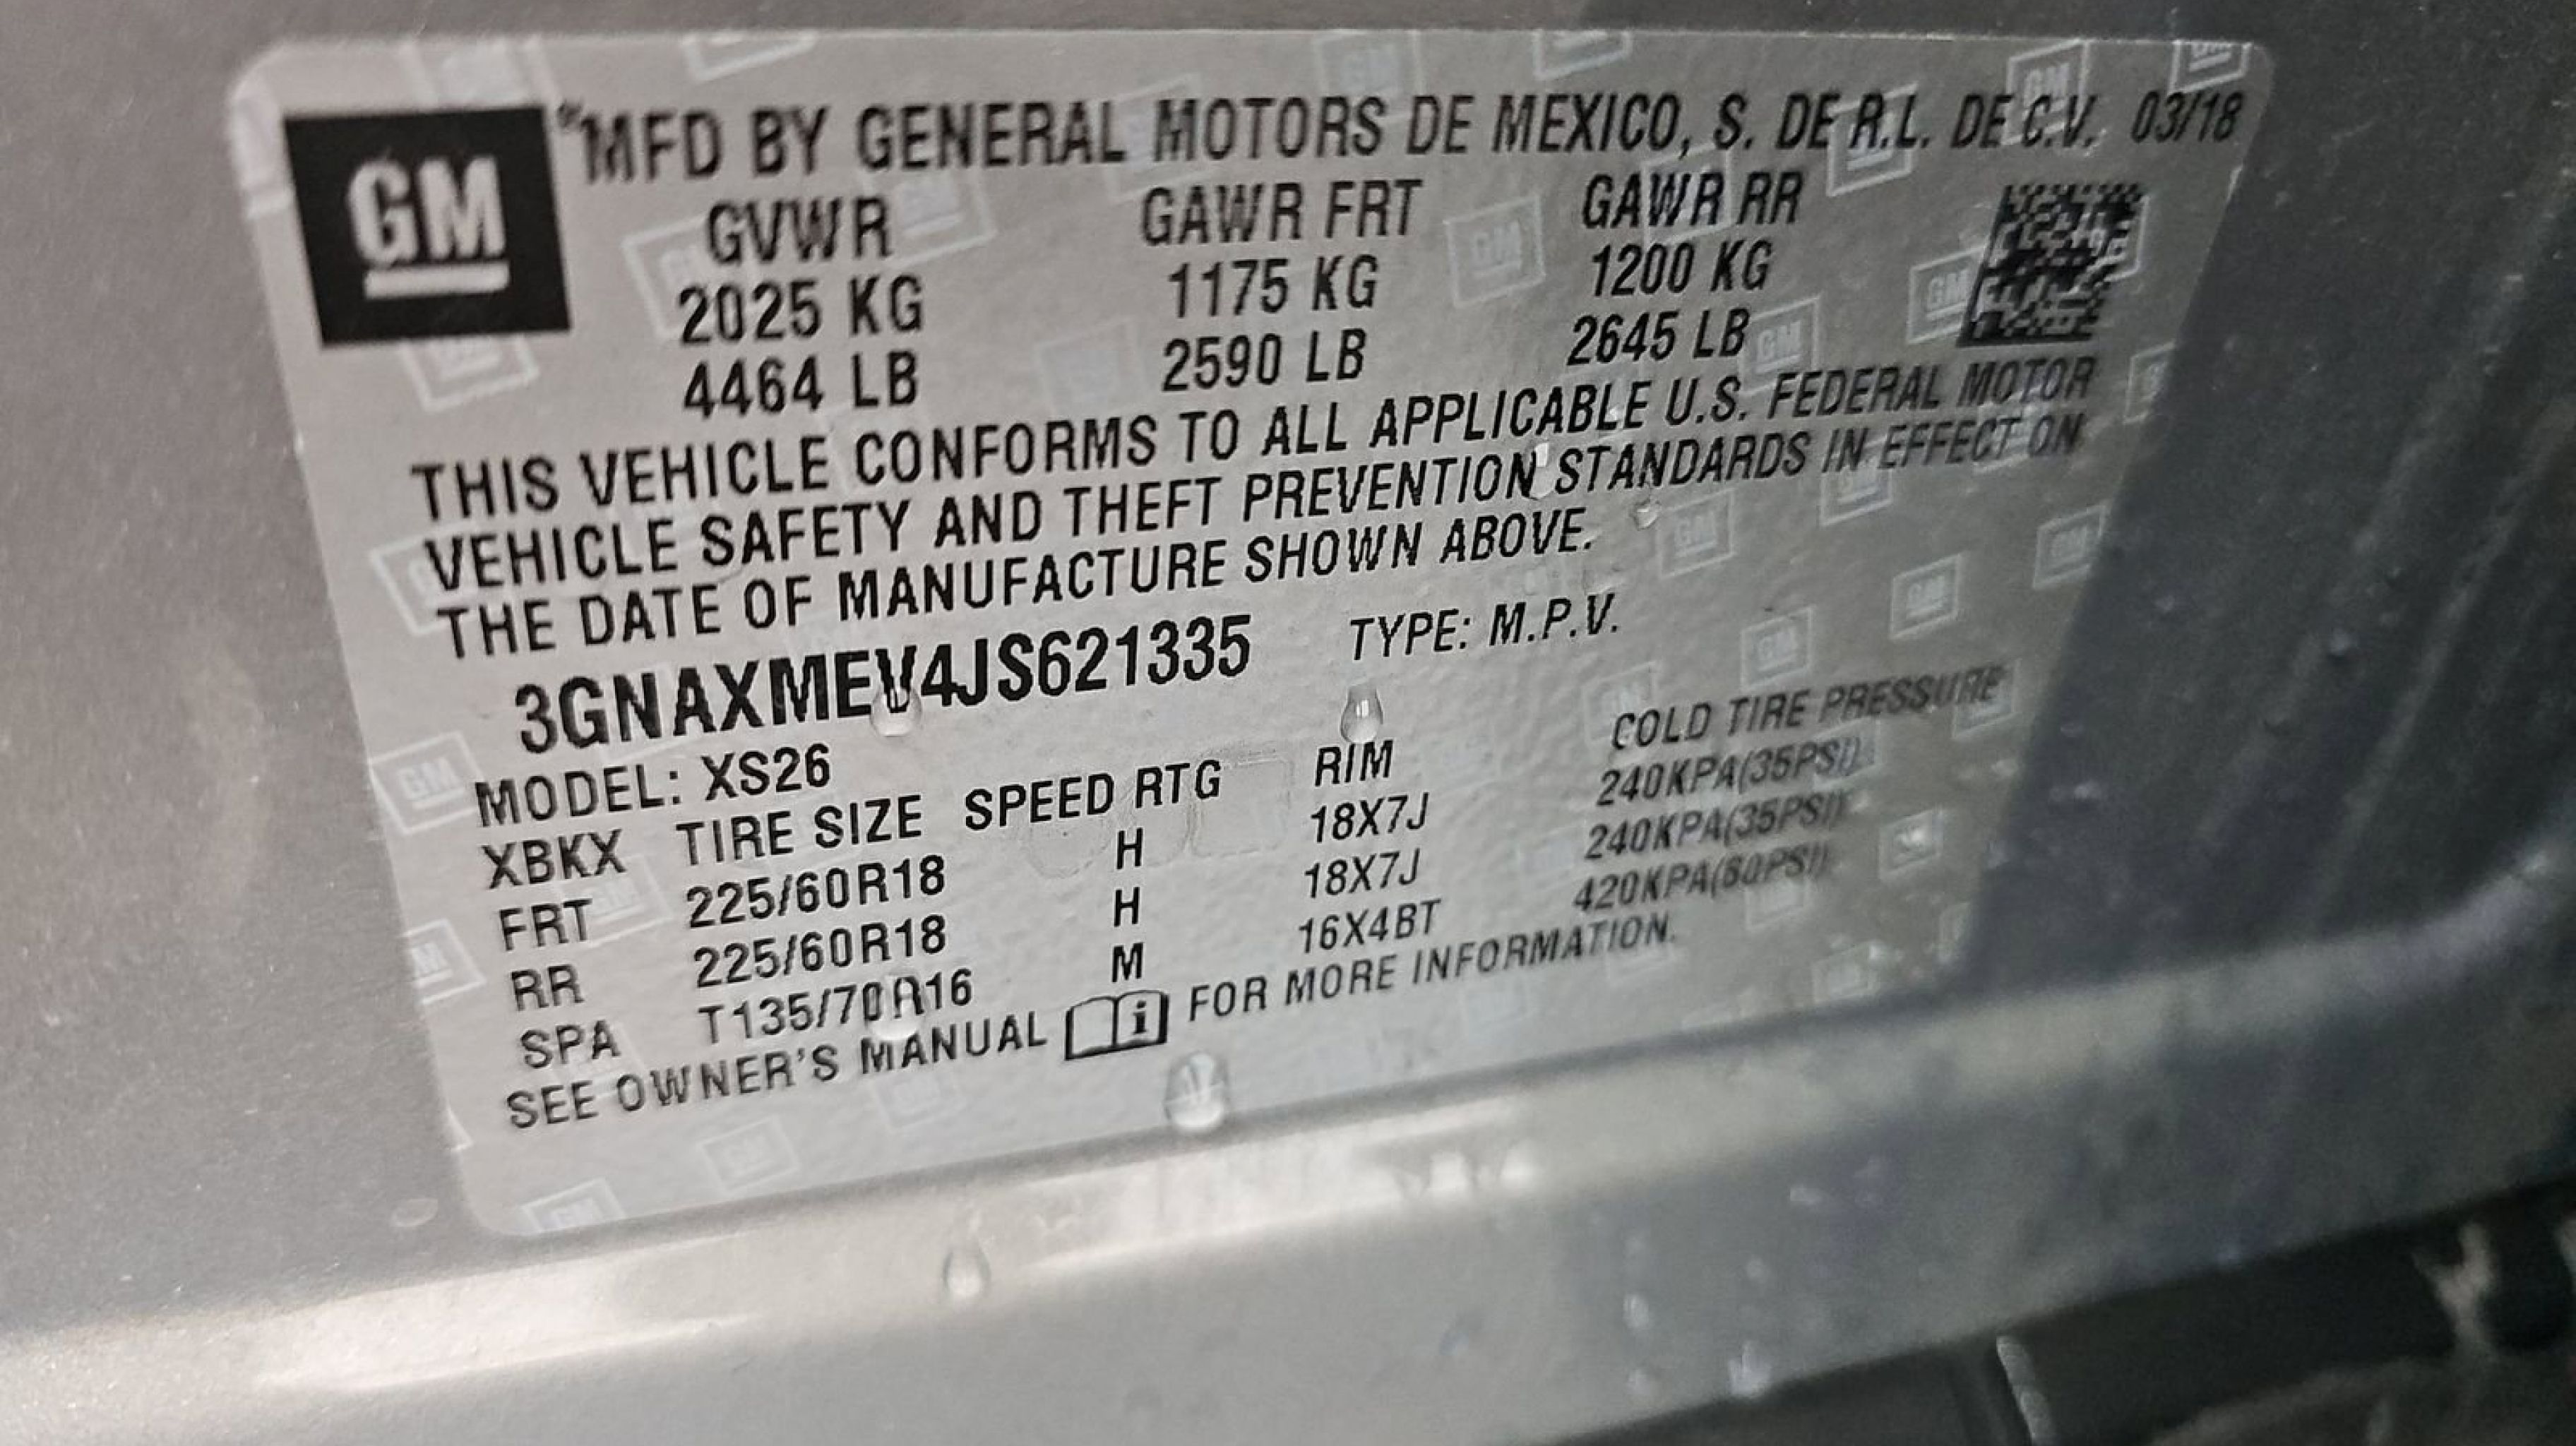 GM
"MFD BY GENERAL MOTORS DE MEXICO, S. DE R.L. DE C.V. 03/18
GVWR GAWR FRT GAWR RR
2025 KG 1175 KG 1200 KG
4464 LB 2590 LB 2645 LB
THIS VEHICLE CONFORMS TO ALL APPLICABLE U.S. FEDERAL MOTOR
VEHICLE SAFETY AND THEFT PREVENTION STANDARDS IN EFFECT ON
THE DATE OF MANUFACTURE SHOWN ABOVE.
3GNAXMEV4JS621335 TYPE: M.P.V.
MODEL: XS26
XBKX TIRE SIZE SPEED RTG RIM COLD TIRE PRESSURE
FRT 225/60R18 H 18X7J 240KPA(35PSI)
RR 225/60R18 H 18X7J 240KPA(35PSI)
SPA T135/70R16 M 16X4BT 420KPA(60PSI)
SEE OWNER'S MANUAL i FOR MORE INFORMATION.